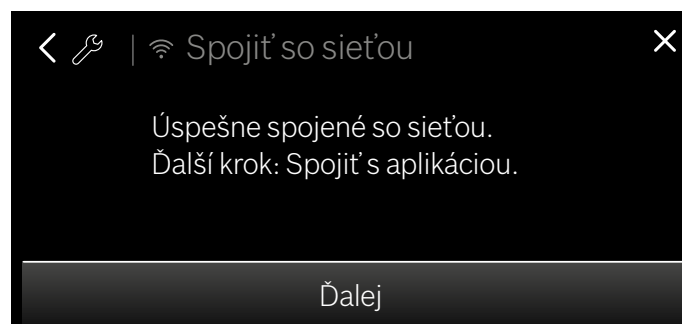 | Spojiť so sieťou
Úspešne spojené so sieťou.
Ďalší krok: Spojiť s aplikáciou.
Ďalej